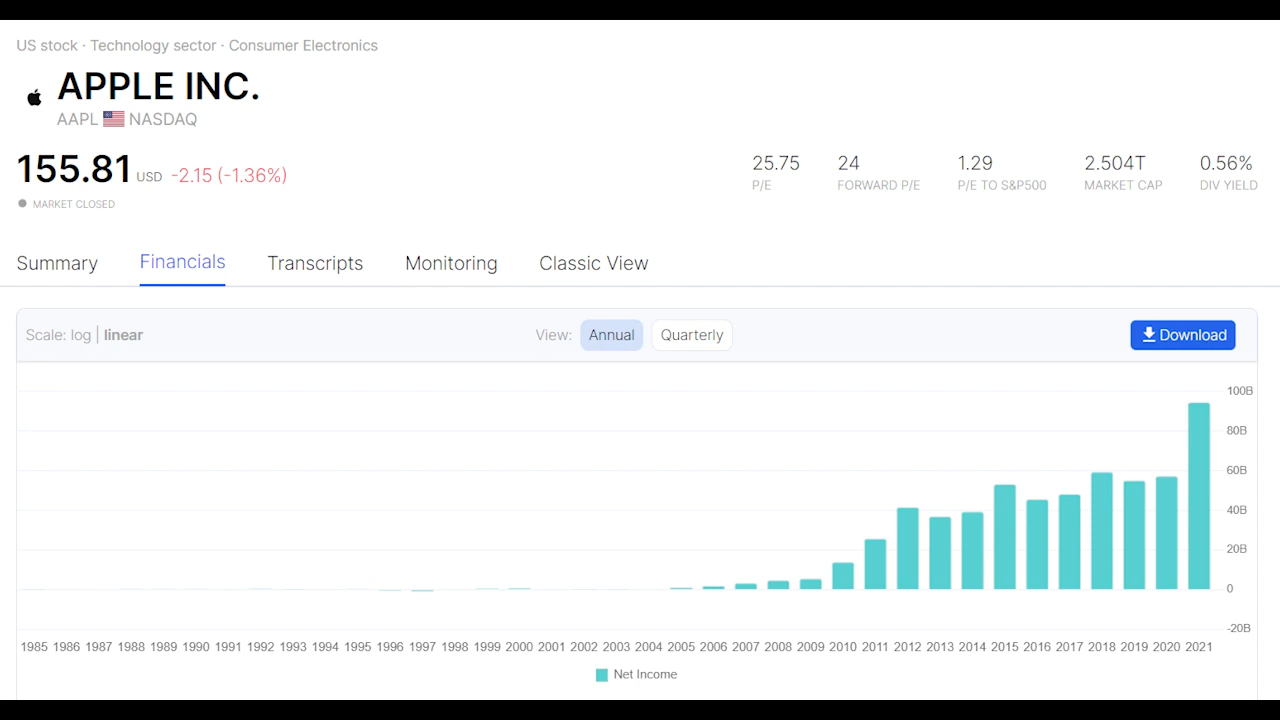 US stock · Technology sector · Consumer Electronics
APPLE INC.
AAPL NASDAQ
155.81 USD -2.15 (-1.36%)
MARKET CLOSED
25.75 24 1.29 2.504T 0.56%
P/E FORWARD P/E P/E TO S&P500 MARKET CAP DIV YIELD
Summary Financials Transcripts Monitoring Classic View
Scale: log | linear View: Annual Quarterly Download
100B
80B
60B
40B
20B
0
-20B
1985 1986 1987 1988 1989 1990 1991 1992 1993 1994 1995 1996 1997 1998 1999 2000 2001 2002 2003 2004 2005 2006 2007 2008 2009 2010 2011 2012 2013 2014 2015 2016 2017 2018 2019 2020 2021
Net Income